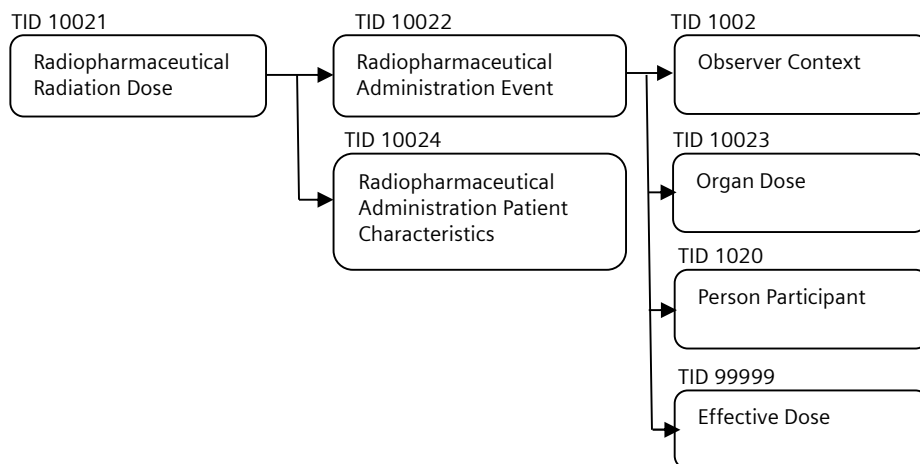 TID 10021
Radiopharmaceutical
Radiation Dose
TID 10022
Radiopharmaceutical
Administration Event
TID 1002
Observer Context
TID 10024
Radiopharmaceutical
Administration Patient
Characteristics
TID 10023
Organ Dose
TID 1020
Person Participant
TID 99999
Effective Dose